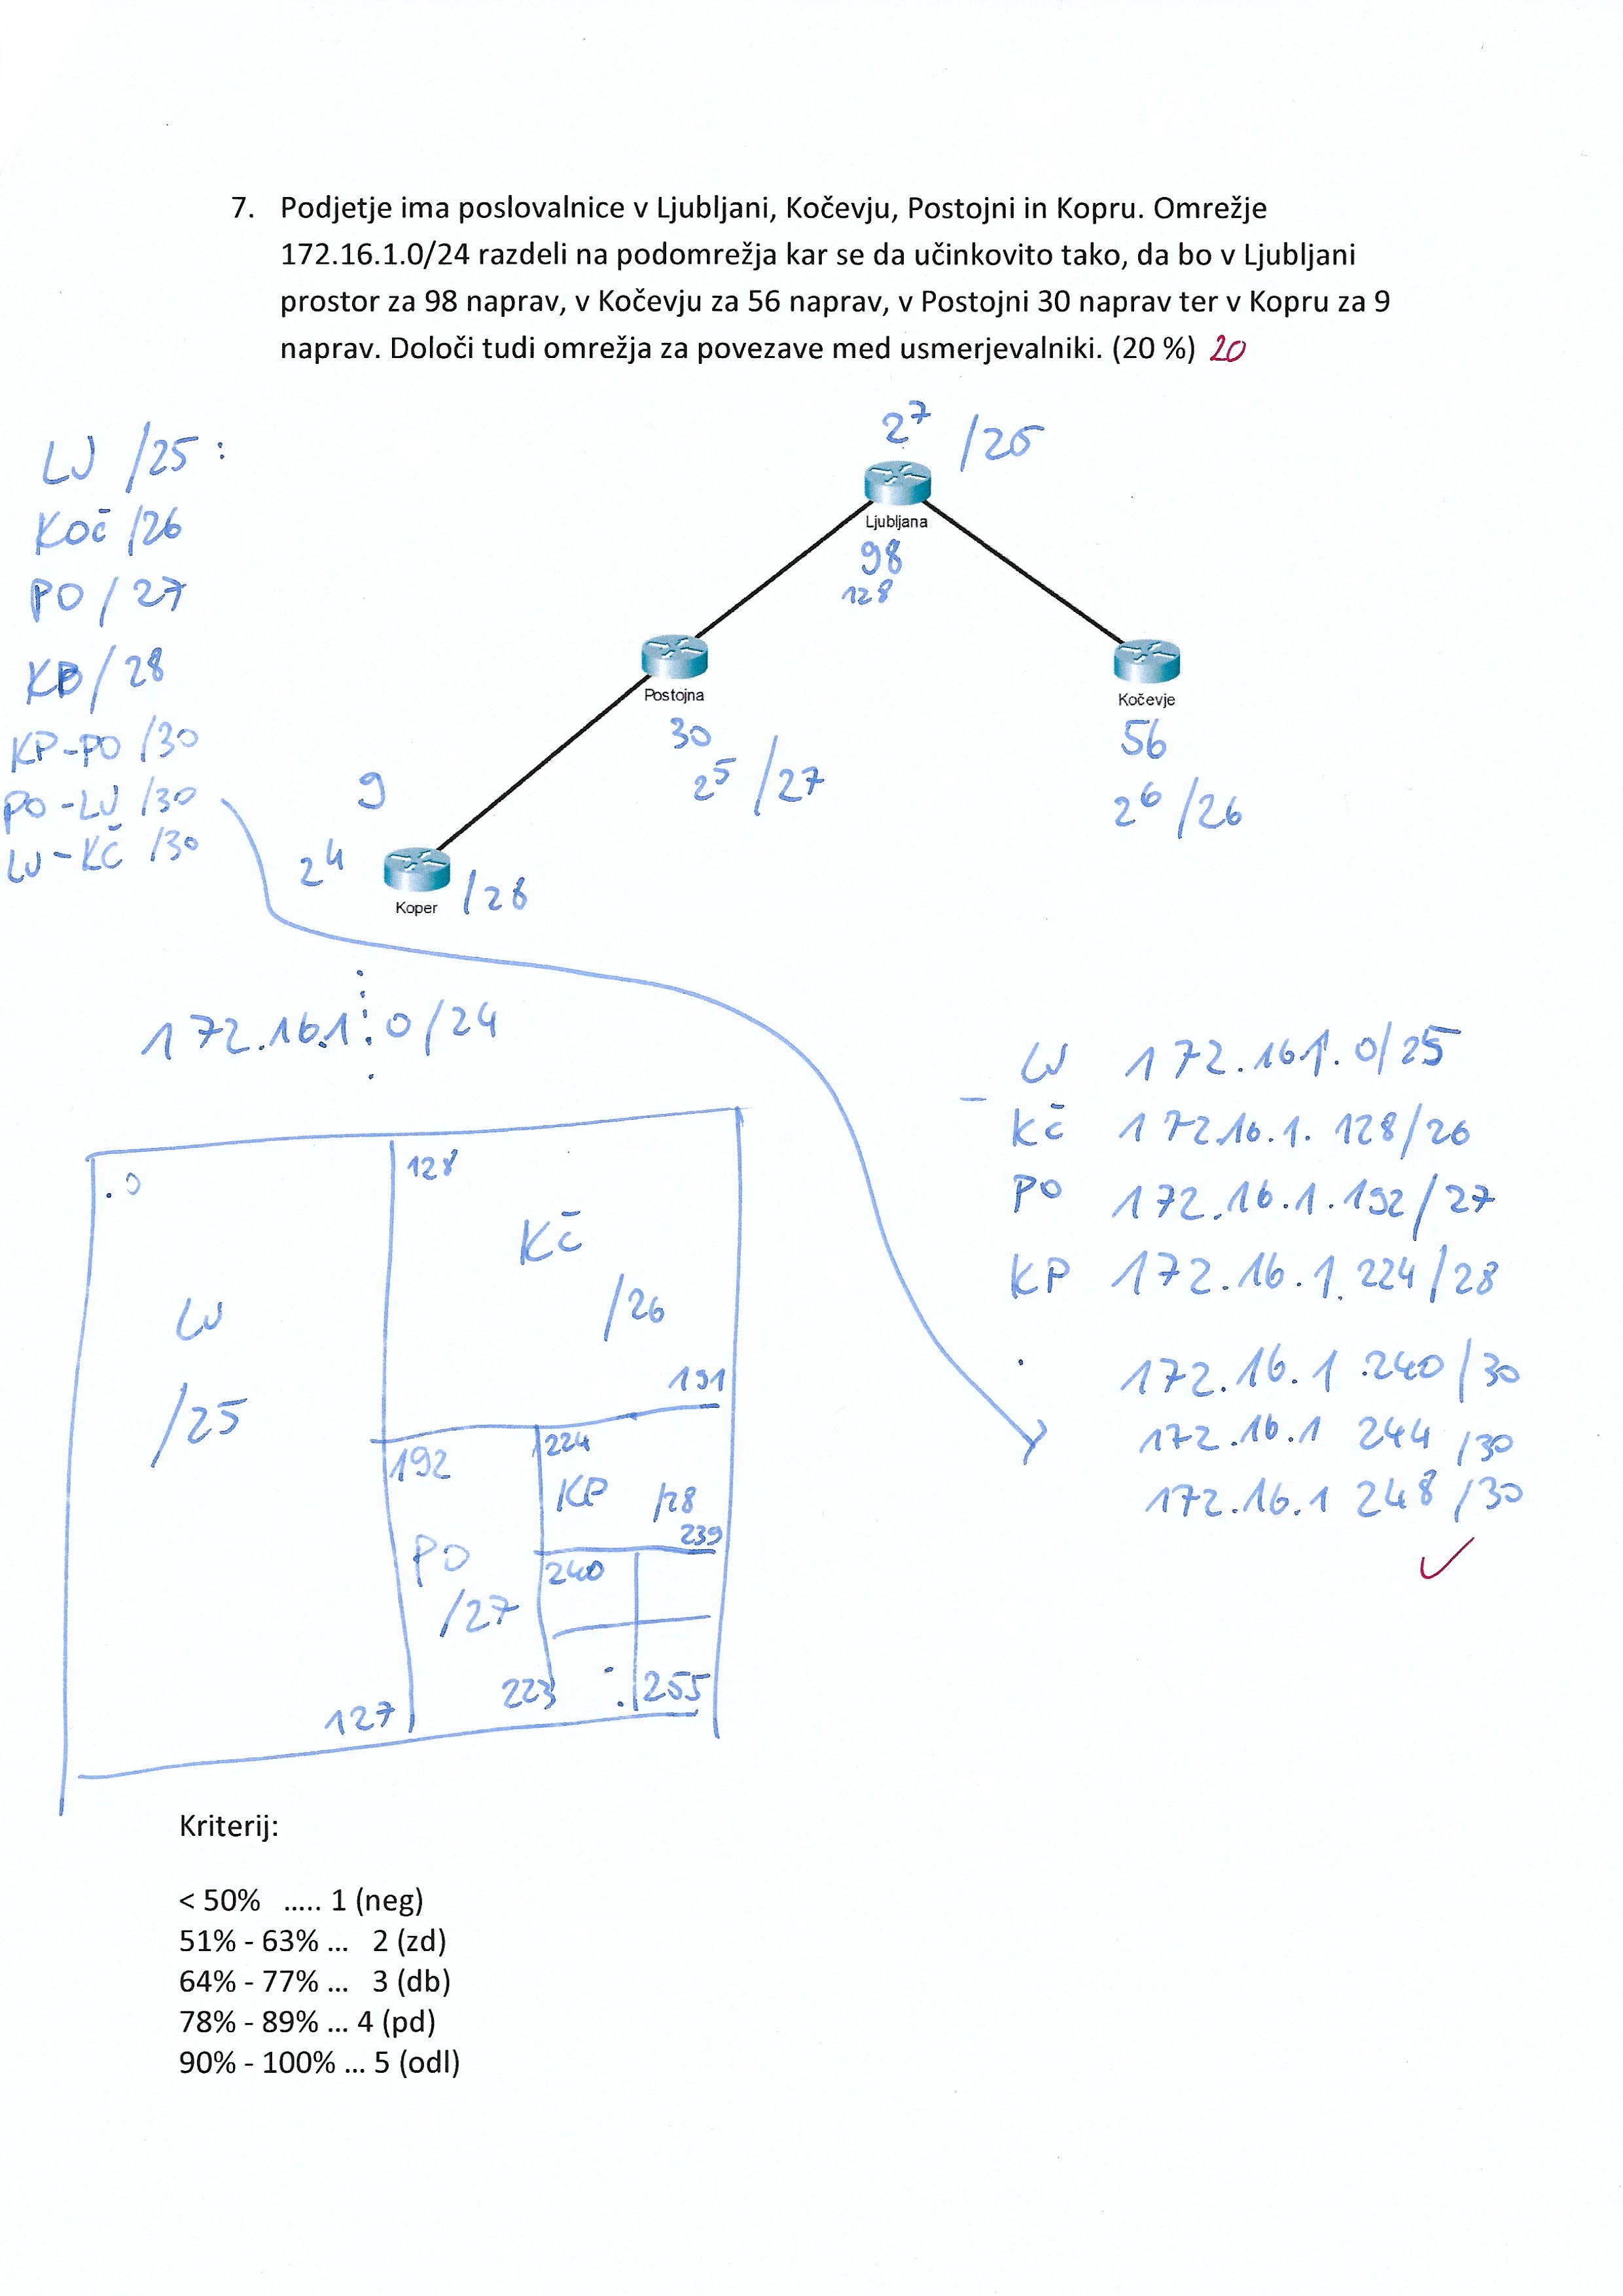 7. Podjetje ima poslovalnice v Ljubljani, Kočevju, Postojni in Kopru. Omrežje
172.16.1.0/24 razdeli na podomrežja kar se da učinkovito tako, da bo v Ljubljani
prostor za 98 naprav, v Kočevju za 56 naprav, v Postojni 30 naprav ter v Kopru za 9
naprav. Določi tudi omrežja za povezave med usmerjevalniki. (20 %) 20
LJ /25 :
KOČ /26
PO / 27
KP / 28
KP-PO /30
PO-LJ /30
LJ-KČ /30
2⁷ /25
Ljubljana
98
128
Postojna
30
2⁵ /27
Kočevje
56
2⁶ /26
9
2⁴
Koper
/28
172.16.1.0/24
LJ 172.16.1.0/25
KČ 172.16.1.128/26
PO 172.16.1.192/27
KP 172.16.1.224/28
172.16.1.240/30
172.16.1 244 /30
172.16.1 248 /30
.0
128
KČ
/26
LJ
/25
191
192
224
KP /28
239
PO
/27
240
223
255
127
Kriterij:
< 50% ..... 1 (neg)
51% - 63% ... 2 (zd)
64% - 77% ... 3 (db)
78% - 89% ... 4 (pd)
90% - 100% ... 5 (odl)